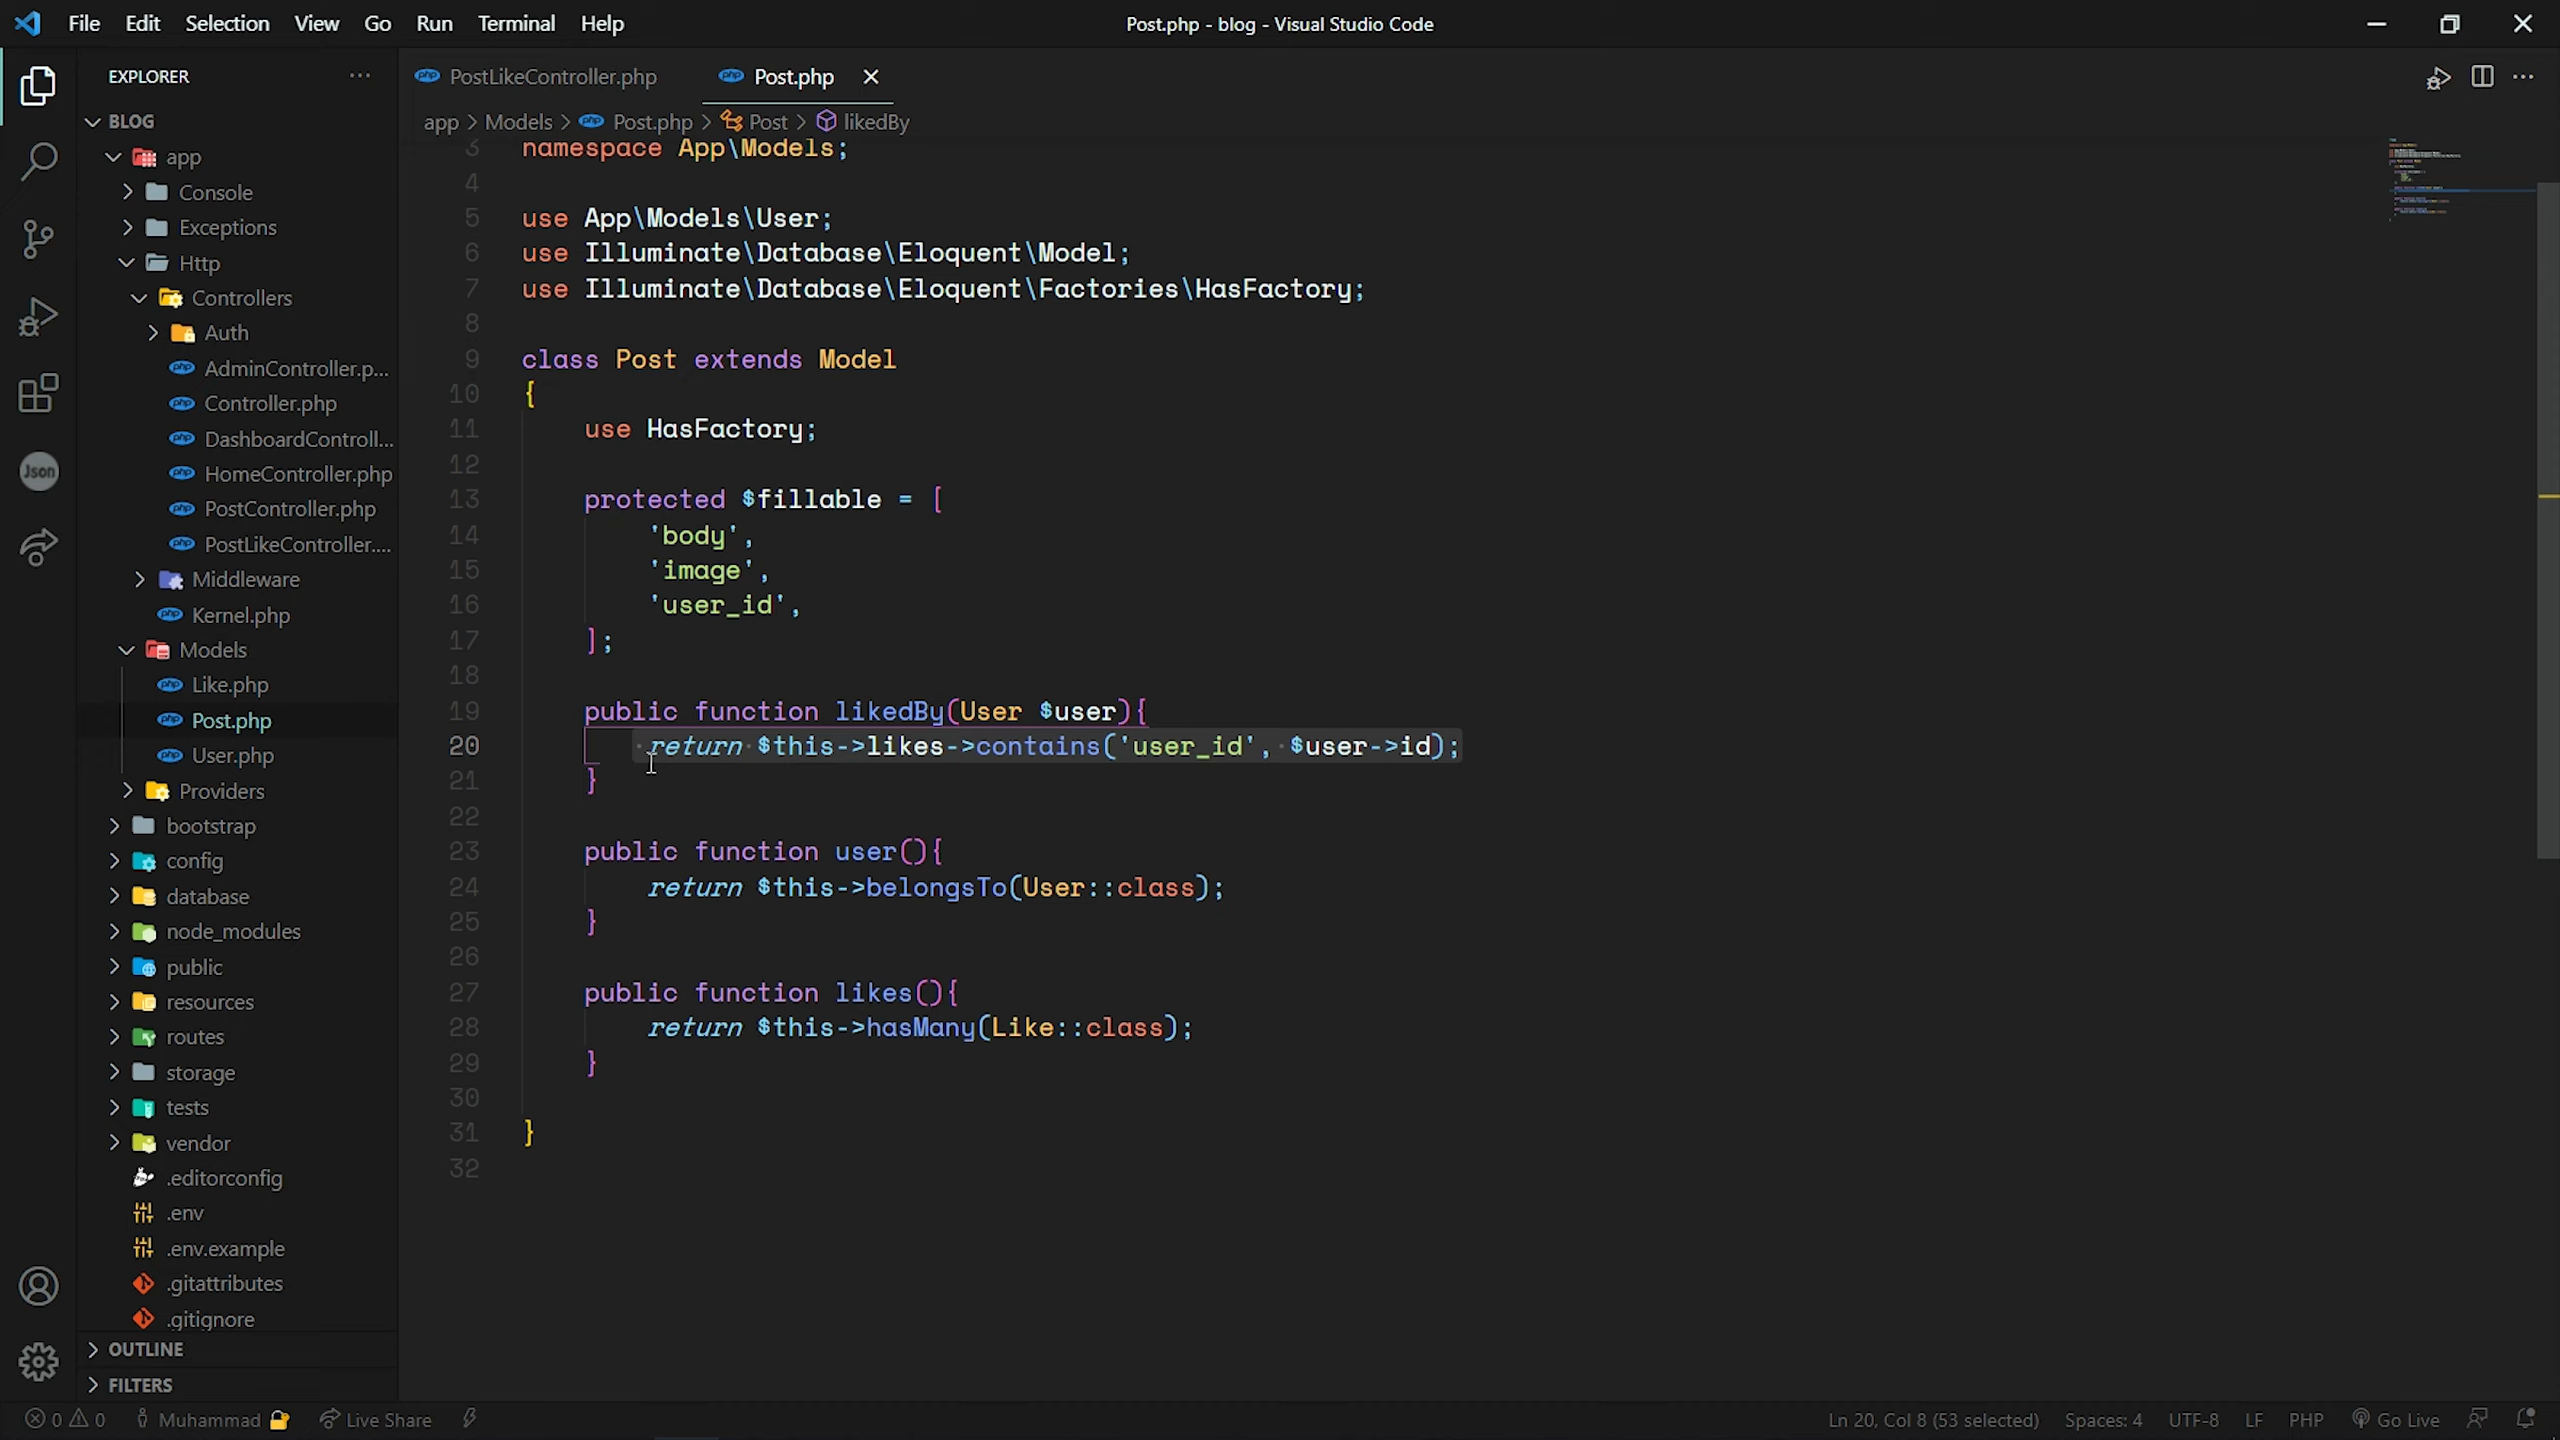 File Edit Selection View Go Run Terminal Help
Post.php - blog - Visual Studio Code
EXPLORER ···
BLOG
app
Console
Exceptions
Http
Controllers
Auth
AdminController.p...
Controller.php
DashboardControll...
HomeController.php
PostController.php
PostLikeController....
Middleware
Kernel.php
Models
Like.php
Post.php
User.php
Providers
bootstrap
config
database
node_modules
public
resources
routes
storage
tests
vendor
.editorconfig
.env
.env.example
.gitattributes
.gitignore
OUTLINE
FILTERS
Json
PostLikeController.php
Post.php
app > Models > Post.php > Post > likedBy
3 namespace App\Models;
4
5 use App\Models\User;
6 use Illuminate\Database\Eloquent\Model;
7 use Illuminate\Database\Eloquent\Factories\HasFactory;
8
9 class Post extends Model
10 {
11 use HasFactory;
12
13 protected $fillable = [
14 'body',
15 'image',
16 'user_id',
17 ];
18
19 public function likedBy(User $user){
20 return $this->likes->contains('user_id', $user->id);
21 }
22
23 public function user(){
24 return $this->belongsTo(User::class);
25 }
26
27 public function likes(){
28 return $this->hasMany(Like::class);
29 }
30
31 }
32
0 0 Muhammad Live Share
Ln 20, Col 8 (53 selected) Spaces: 4 UTF-8 LF PHP Go Live